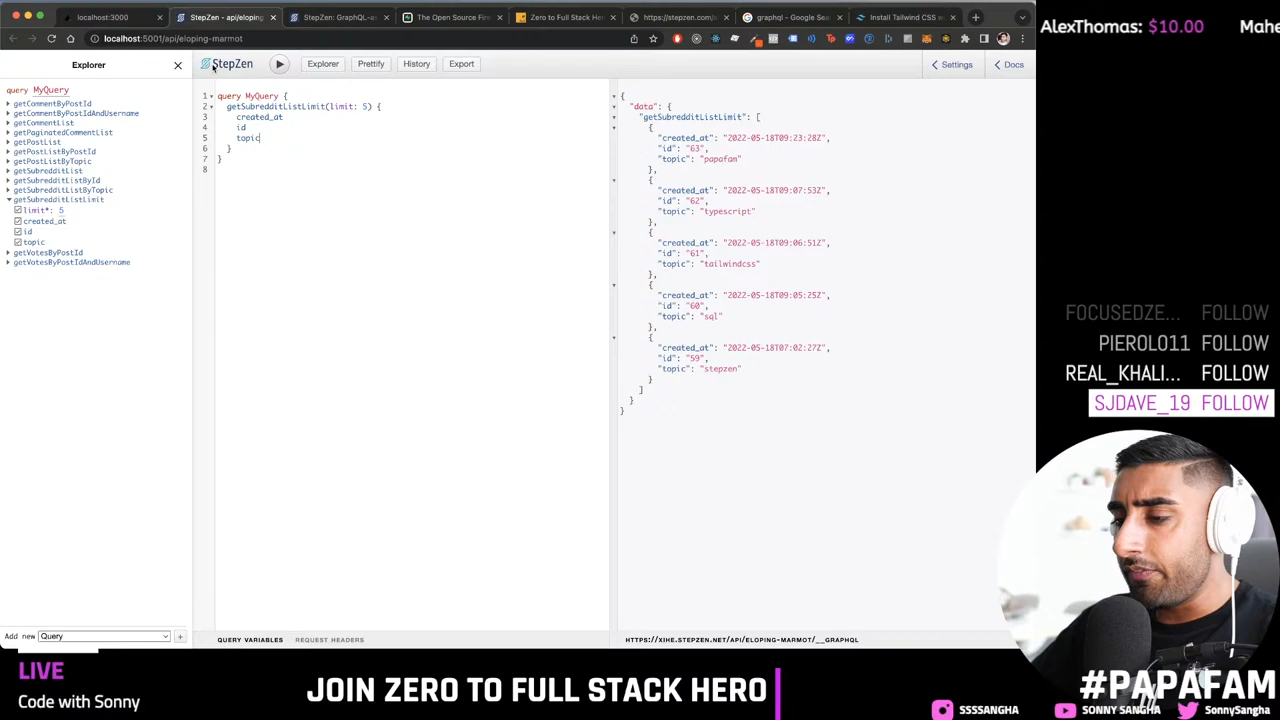 localhost:3000
StepZen - api/eloping-
StepZen: GraphQL-as-
The Open Source Fire
Zero to Full Stack He
https://stepzen.com/
graphql - Google Sea
Install Tailwind CSS w
localhost:5001/api/eloping-marmot
AlexThomas: $10.00
Mahe
Explorer
StepZen
Explorer
Prettify
History
Export
Settings
Docs
query MyQuery
getCommentByPostId
getCommentByPostIdAndUsername
getCommentList
getPaginatedCommentList
getPostList
getPostListByPostId
getPostListByTopic
getSubredditList
getSubredditListById
getSubredditListByTopic
getSubredditListLimit
limit*: 5
created_at
id
topic
getVotesByPostId
getVotesByPostIdAndUsername
Add new
Query
+
1 query MyQuery {
2 getSubredditListLimit(limit: 5) {
3 created_at
4 id
5 topic
6 }
7 }
8
{
"data": {
"getSubredditListLimit": [
{
"created_at": "2022-05-18T09:23:28Z",
"id": "63",
"topic": "papafam"
},
{
"created_at": "2022-05-18T09:07:53Z",
"id": "62",
"topic": "typescript"
},
{
"created_at": "2022-05-18T09:06:51Z",
"id": "61",
"topic": "tailwindcss"
},
{
"created_at": "2022-05-18T09:05:25Z",
"id": "60",
"topic": "sql"
},
{
"created_at": "2022-05-18T07:02:27Z",
"id": "59",
"topic": "stepzen"
}
]
}
}
QUERY VARIABLES
REQUEST HEADERS
HTTPS://XIHE.STEPZEN.NET/API/ELOPING-MARMOT/__GRAPHQL
FOCUSEDZE... FOLLOW
PIEROLO11 FOLLOW
REAL_KHALI... FOLLOW
SJDAVE_19 FOLLOW
LIVE
Code with Sonny
JOIN ZERO TO FULL STACK HERO
#PAPAFAM
SSSSANGHA
SONNY SANGHA
SonnySangha